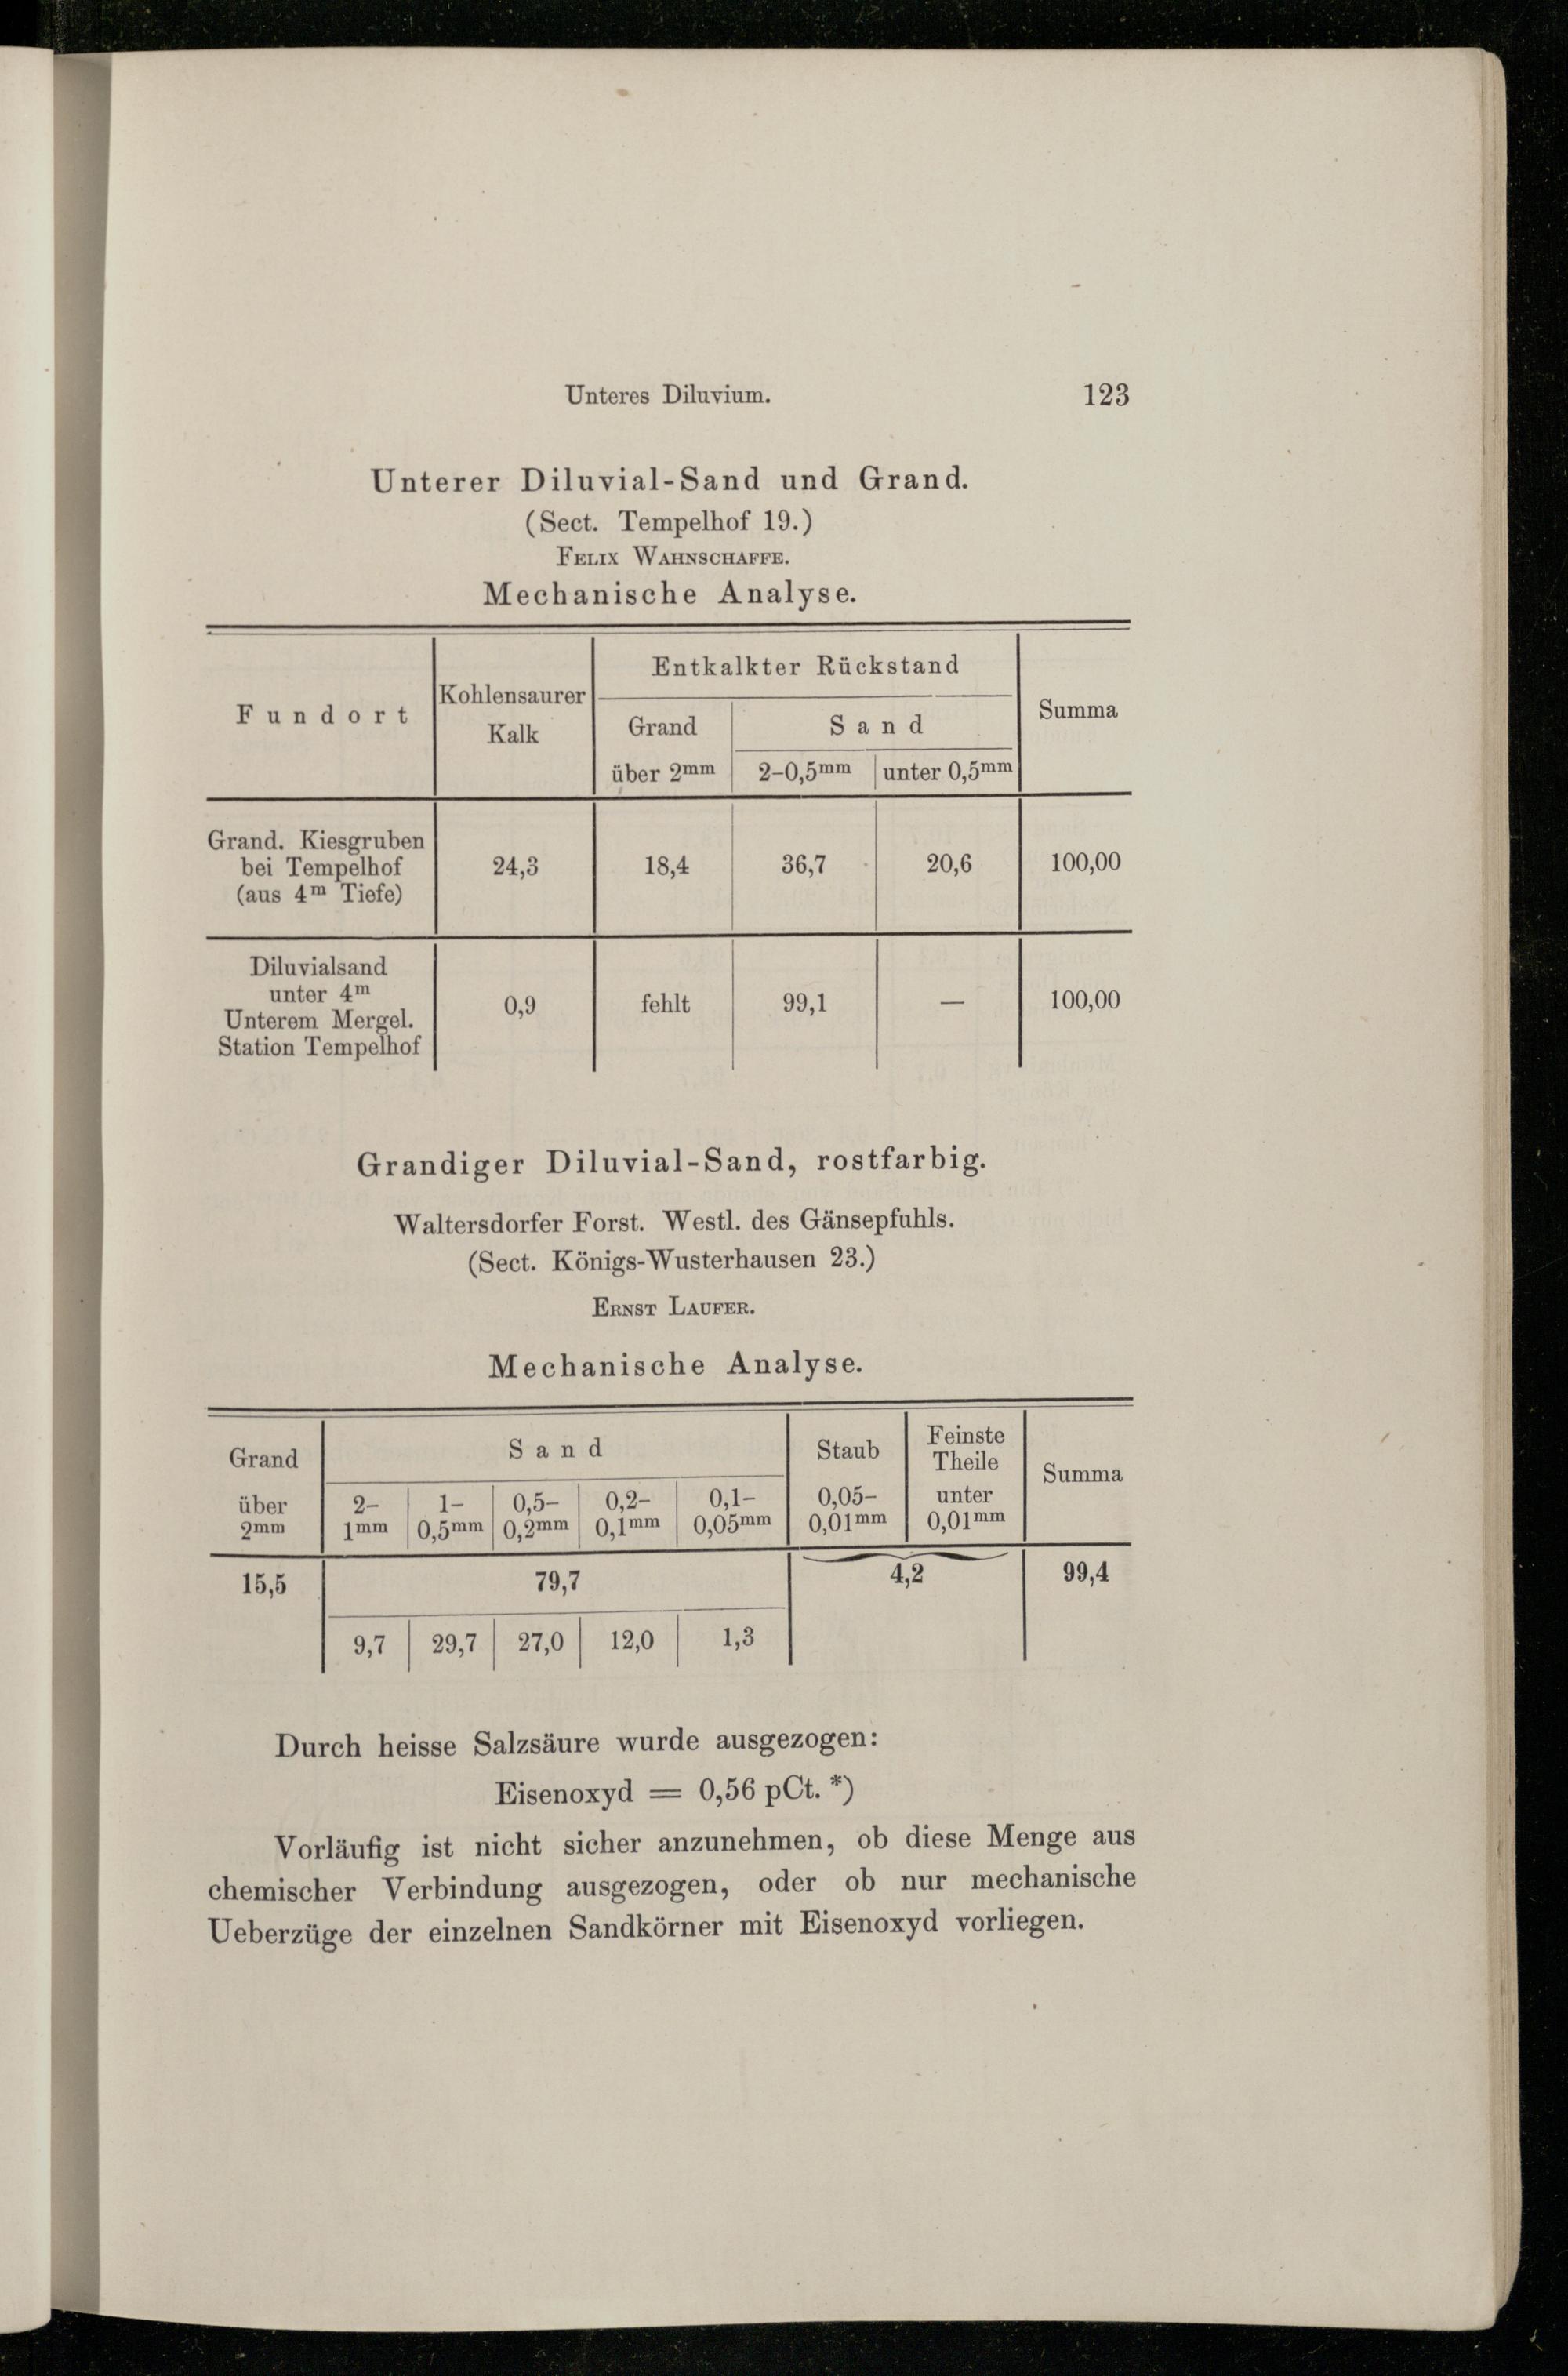 Unteres Diluvium. 123
Unterer Diluvial-Sand und Grand.
(Sect. Tempelhof 19.)
FELIX WAHNSCHAFFE.
Mechanische Analyse.
Fundort
Kohlensaurer
Kalk
Entkalkter Rückstand
Grand
über 2mm
Sand
2-0,5mm unter 0,5mm
Summa
Grand. Kiesgruben
bei Tempelhof
(aus 4m Tiefe)
24,3 18,4 36,7 20,6 100,00
Diluvialsand
unter 4m
Unterem Mergel.
Station Tempelhof
0,9 fehlt 99,1 — 100,00
Grandiger Diluvial-Sand, rostfarbig.
Waltersdorfer Forst. Westl. des Gänsepfuhls.
(Sect. Königs-Wusterhausen 23.)
ERNST LAUFER.
Mechanische Analyse.
Grand
über
2mm
Sand
2-
1mm
1-
0,5mm
0,5-
0,2mm
0,2-
0,1mm
0,1-
0,05mm
Staub
0,05-
0,01mm
Feinste
Theile
unter
0,01mm
Summa
15,5 79,7 4,2 99,4
9,7 29,7 27,0 12,0 1,3
Durch heisse Salzsäure wurde ausgezogen:
Eisenoxyd = 0,56 pCt. *)
Vorläufig ist nicht sicher anzunehmen, ob diese Menge aus
chemischer Verbindung ausgezogen, oder ob nur mechanische
Ueberzüge der einzelnen Sandkörner mit Eisenoxyd vorliegen.